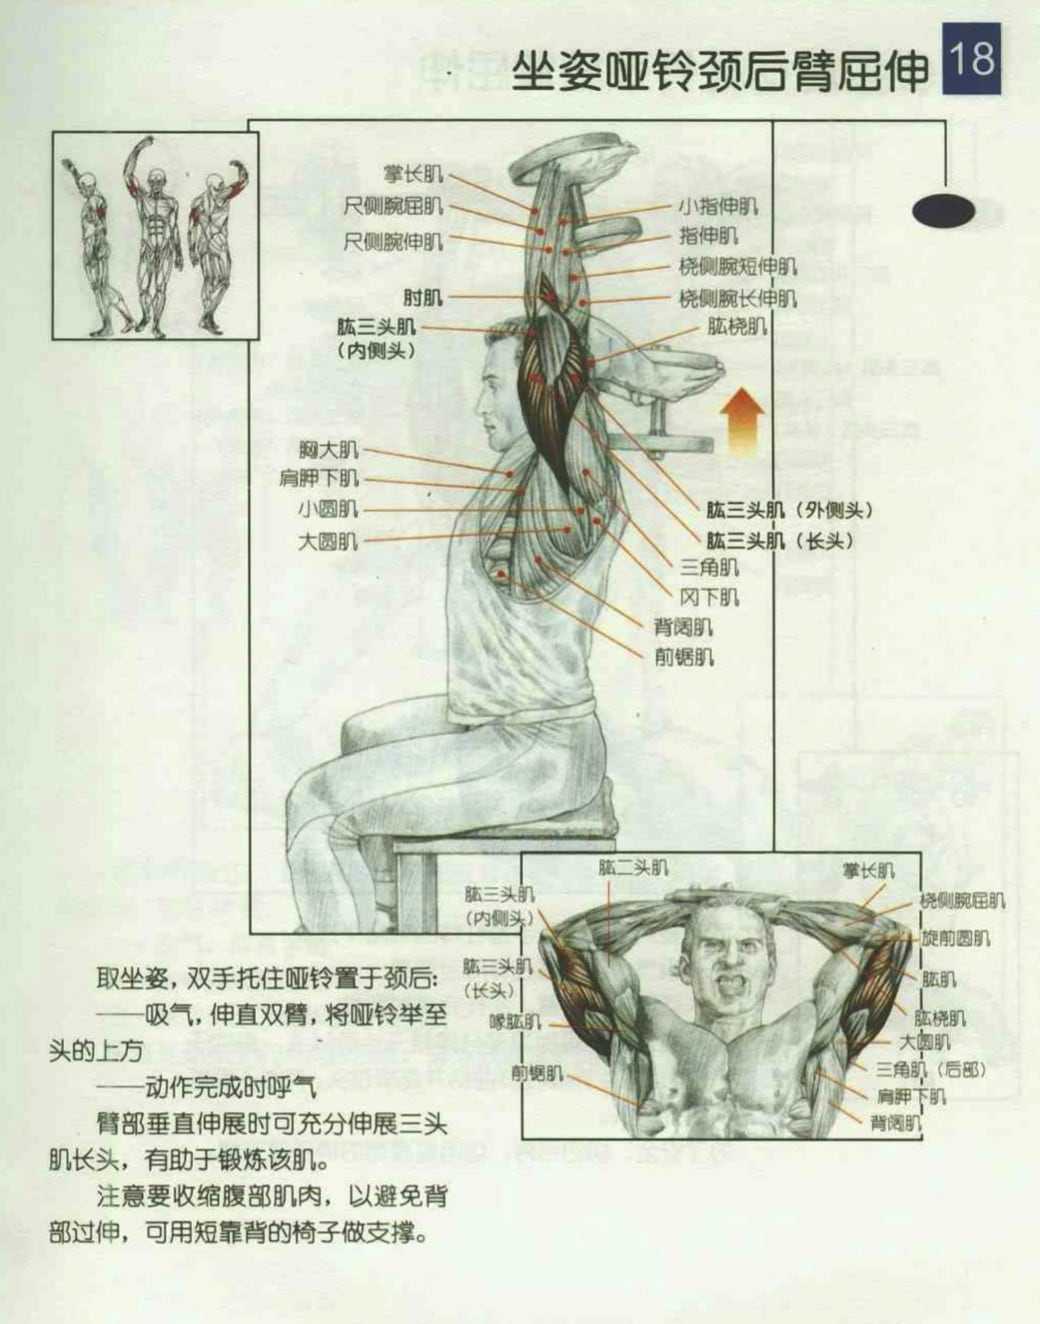 坐姿哑铃颈后臂屈伸 18
掌长肌
尺侧腕屈肌
尺侧腕伸肌
肘肌
肱三头肌
（内侧头）
小指伸肌
指伸肌
桡侧腕短伸肌
桡侧腕长伸肌
肱桡肌
胸大肌
肩胛下肌
小圆肌
大圆肌
肱三头肌（外侧头）
肱三头肌（长头）
三角肌
冈下肌
背阔肌
前锯肌
肱二头肌
肱三头肌
（内侧头）
肱三头肌
（长头）
喙肱肌
前锯肌
掌长肌
桡侧腕屈肌
旋前圆肌
肱肌
肱桡肌
大圆肌
三角肌（后部）
肩胛下肌
背阔肌
取坐姿，双手托住哑铃置于颈后：
——吸气，伸直双臂，将哑铃举至
头的上方
——动作完成时呼气
臂部垂直伸展时可充分伸展三头
肌长头，有助于锻炼该肌。
注意要收缩腹部肌肉，以避免背
部过伸，可用短靠背的椅子做支撑。